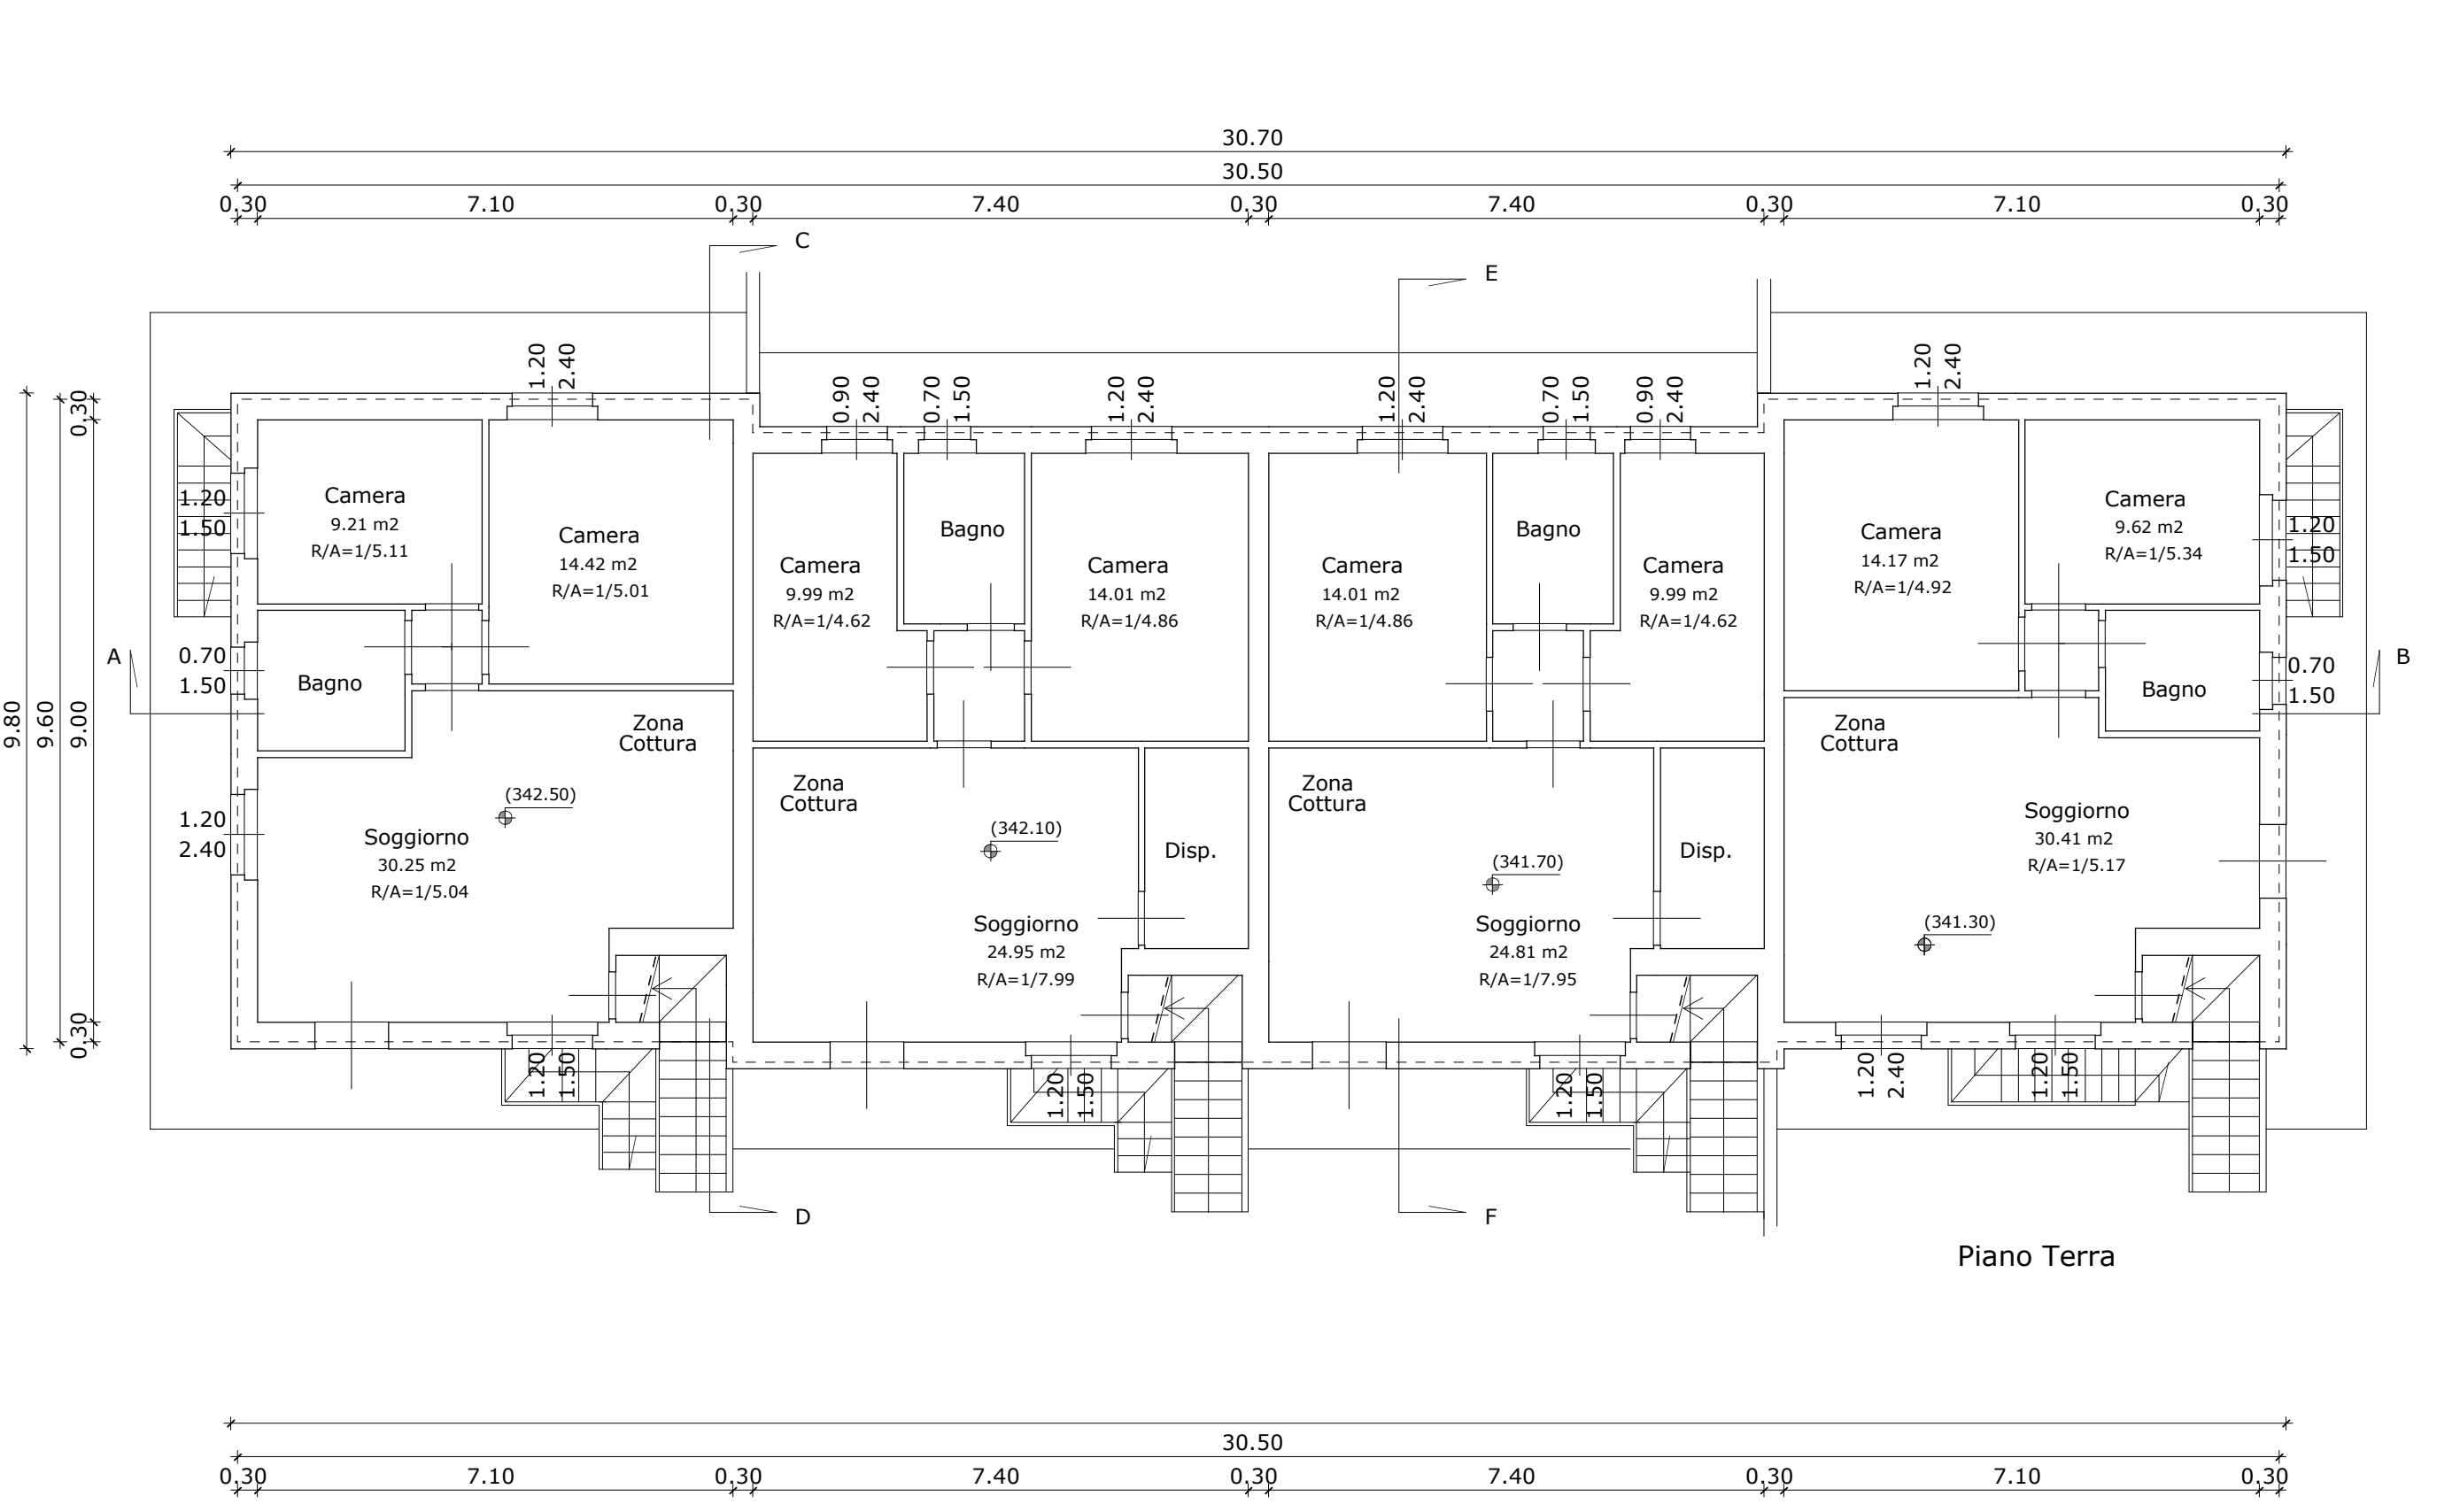 30.70
30.50
0.30 7.10 0.30 7.40 0.30 7.40 0.30 7.10 0.30
C
E
1.20 2.40
0.90 2.40
0.70 1.50
1.20 2.40
1.20 2.40
0.70 1.50
0.90 2.40
1.20 2.40
9.80
9.60
0.30
9.00
0.30
1.20
1.50
Camera
9.21 m2
R/A=1/5.11
Camera
14.42 m2
R/A=1/5.01
A
0.70
1.50
Bagno
Zona
Cottura
1.20
2.40
(342.50)
Soggiorno
30.25 m2
R/A=1/5.04
1.20 1.50
Camera
9.99 m2
R/A=1/4.62
Bagno
Camera
14.01 m2
R/A=1/4.86
Zona
Cottura
(342.10)
Disp.
Soggiorno
24.95 m2
R/A=1/7.99
1.20 1.50
Camera
14.01 m2
R/A=1/4.86
Bagno
Camera
9.99 m2
R/A=1/4.62
Zona
Cottura
(341.70)
Disp.
Soggiorno
24.81 m2
R/A=1/7.95
1.20 1.50
Camera
14.17 m2
R/A=1/4.92
Camera
9.62 m2
R/A=1/5.34
1.20
1.50
0.70
1.50
B
Bagno
Zona
Cottura
Soggiorno
30.41 m2
R/A=1/5.17
(341.30)
1.20 2.40
1.20 1.50
D
F
Piano Terra
30.50
0.30 7.10 0.30 7.40 0.30 7.40 0.30 7.10 0.30